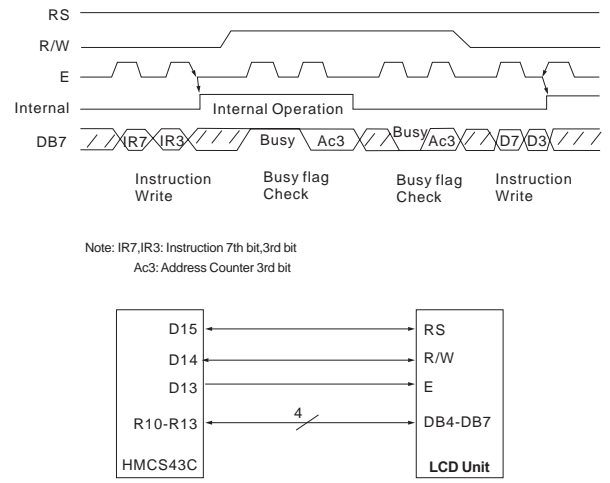 RS
R/W
E
Internal Internal Operation
DB7 IR7 IR3 Busy Ac3 Busy Ac3 D7 D3
Instruction Write
Busy flag Check
Busy flag Check
Instruction Write
Note: IR7,IR3: Instruction 7th bit,3rd bit
Ac3: Address Counter 3rd bit
D15 RS
D14 R/W
D13 E
R10-R13 4 DB4-DB7
HMCS43C LCD Unit